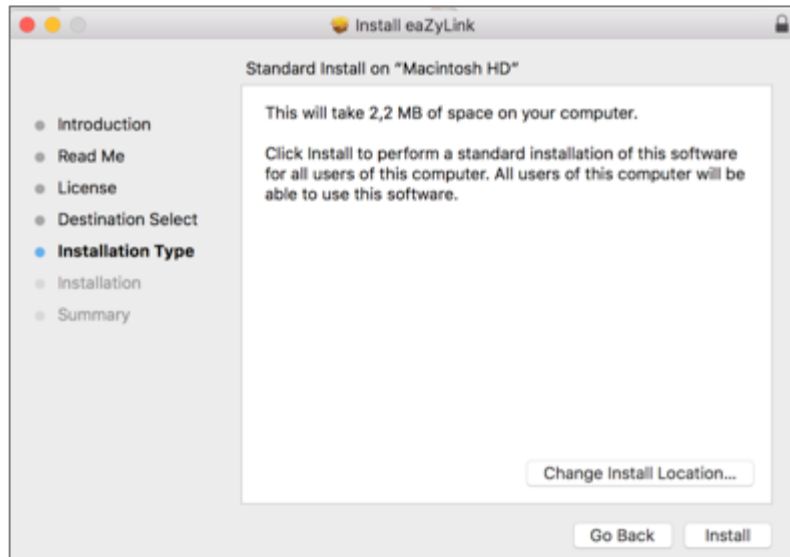 Install eaZyLink
Standard Install on "Macintosh HD"
Introduction
Read Me
License
Destination Select
Installation Type
Installation
Summary
This will take 2,2 MB of space on your computer.
Click Install to perform a standard installation of this software
for all users of this computer. All users of this computer will be
able to use this software.
Change Install Location...
Go Back
Install